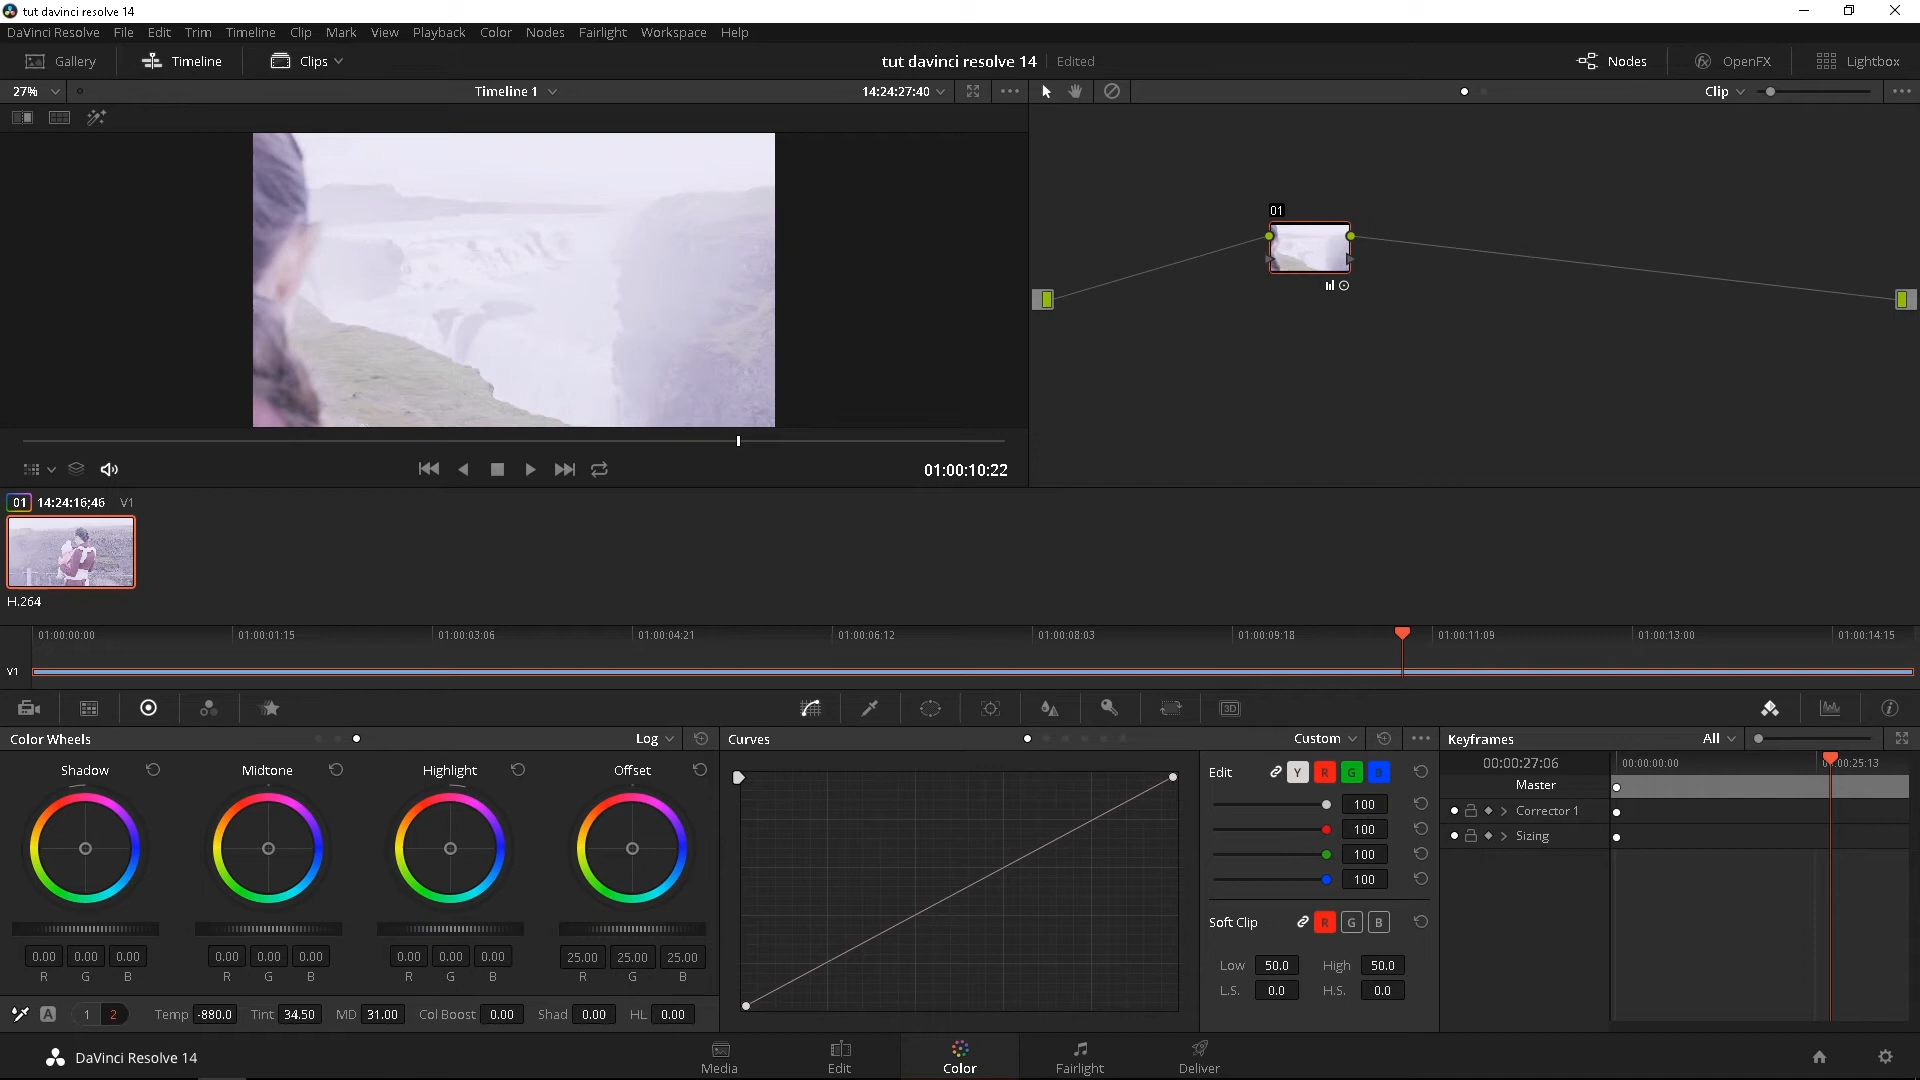 tut davinci resolve 14
DaVinci Resolve File Edit Trim Timeline Clip Mark View Playback Color Nodes Fairlight Workspace Help
Gallery Timeline Clips tut davinci resolve 14 Edited Nodes OpenFX Lightbox
27% Timeline 1 14:24:27:40 Clip
01
01:00:10:22
01 14:24:16;46 V1
H.264
01:00:00:00 01:00:01:15 01:00:03:06 01:00:04:21 01:00:06:12 01:00:08:03 01:00:09:18 01:00:11:09 01:00:13:00 01:00:14:15
V1
3D
Color Wheels Log Curves Custom Keyframes All
Shadow Midtone Highlight Offset Edit Y R G B 00:00:27:06 00:00:00:00 :00:25:13
Master
100 Corrector 1
100 Sizing
100
100
Soft Clip R G B
0.00 0.00 0.00 0.00 0.00 0.00 0.00 0.00 0.00 25.00 25.00 25.00
R G B R G B R G B R G B
Low 50.0 High 50.0
L.S. 0.0 H.S. 0.0
A 1 2 Temp -880.0 Tint 34.50 MD 31.00 Col Boost 0.00 Shad 0.00 HL 0.00
DaVinci Resolve 14 Media Edit Color Fairlight Deliver